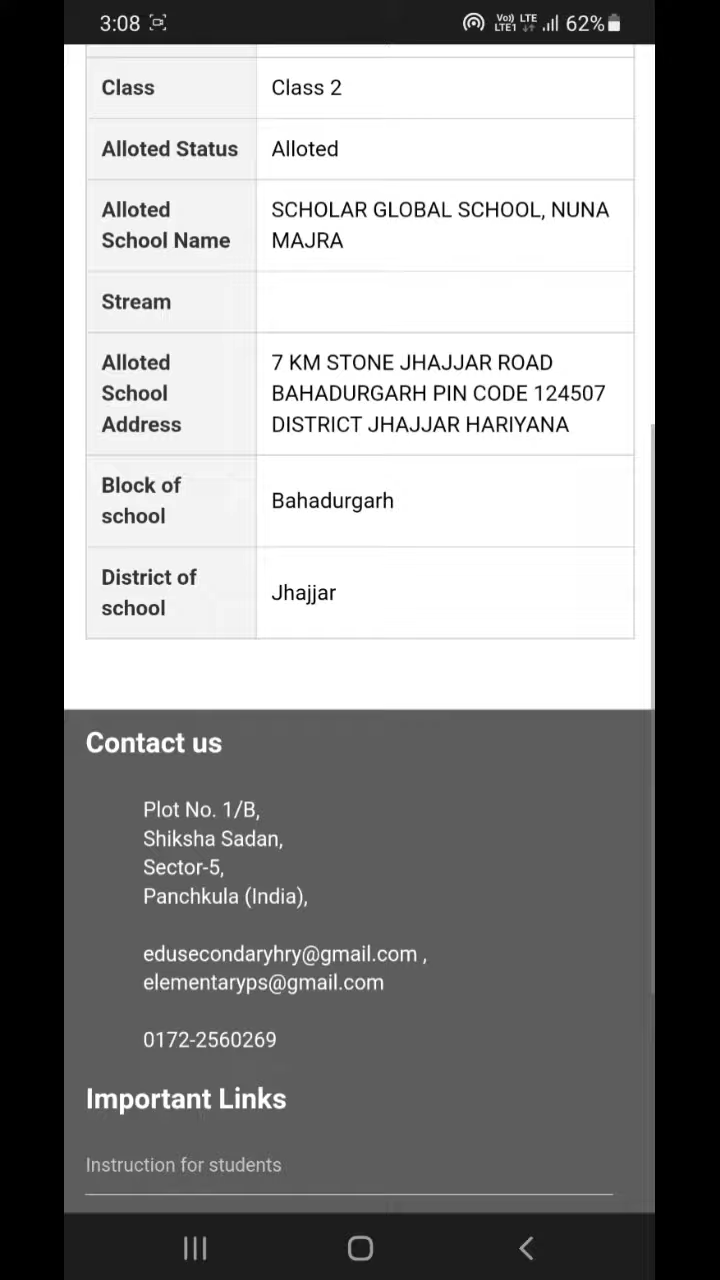 3:08
Vo)) LTE
LTE1
62%
Class
Class 2
Alloted Status
Alloted
Alloted
School Name
SCHOLAR GLOBAL SCHOOL, NUNA
MAJRA
Stream
Alloted
School
Address
7 KM STONE JHAJJAR ROAD
BAHADURGARH PIN CODE 124507
DISTRICT JHAJJAR HARIYANA
Block of
school
Bahadurgarh
District of
school
Jhajjar
Contact us
Plot No. 1/B,
Shiksha Sadan,
Sector-5,
Panchkula (India),
edusecondaryhry@gmail.com ,
elementaryps@gmail.com
0172-2560269
Important Links
Instruction for students